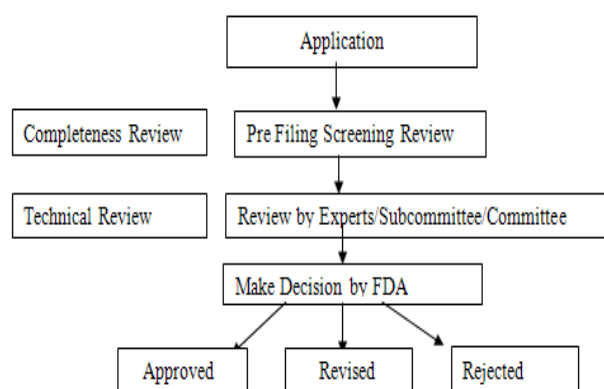 Application
Completeness Review
Pre Filing Screening Review
Technical Review
Review by Experts/Subcommittee/Committee
Make Decision by FDA
Approved
Revised
Rejected